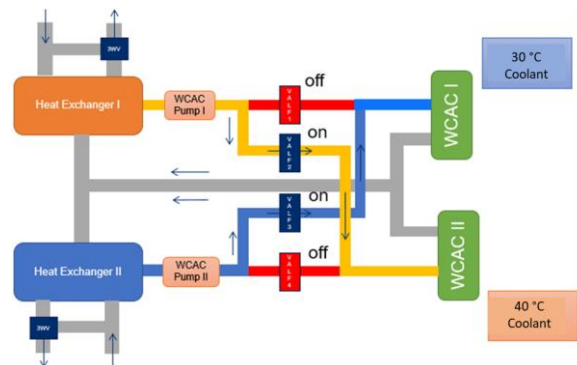 3WV
off
30 °C
Coolant
Heat Exchanger I
WCAC
Pump I
VALF1
WCAC I
on
VALF2
on
VALF3
Heat Exchanger II
WCAC
Pump II
VALF4
off
WCAC II
3WV
40 °C
Coolant